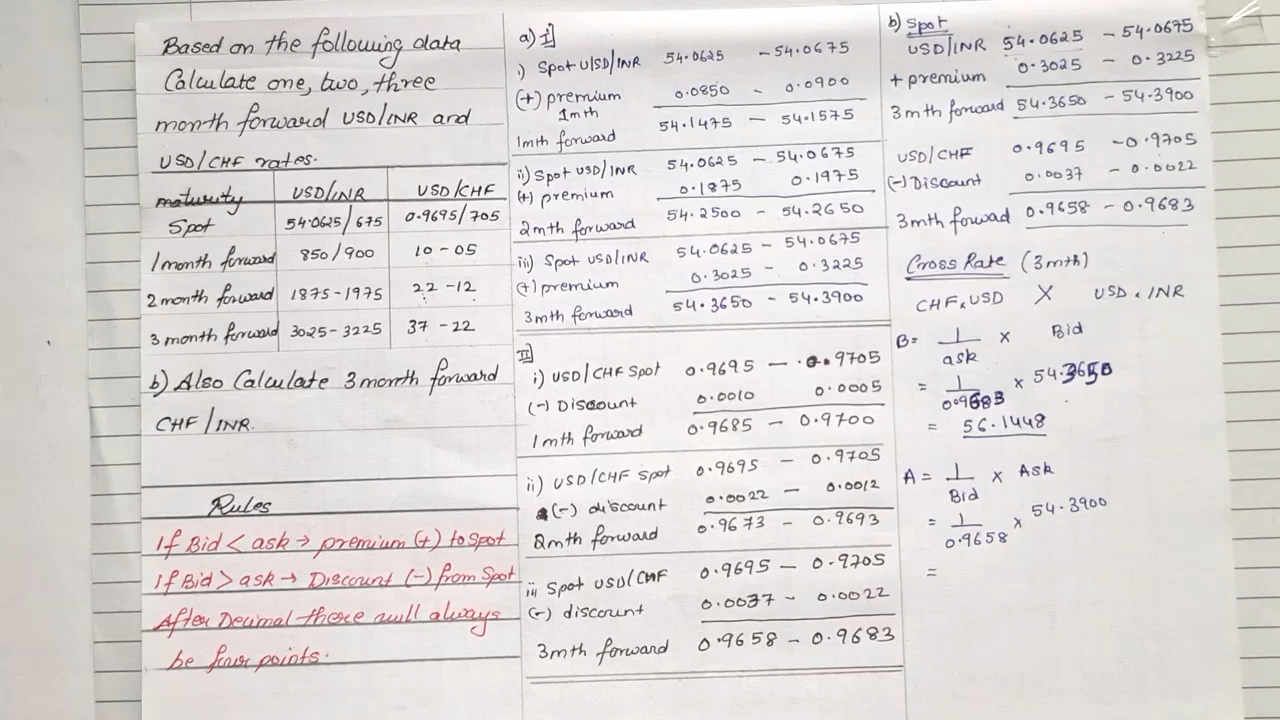 Based on the following data
Calculate one, two, three
month forward USD/INR and
USD/CHF rates.
maturity USD/INR USD/CHF
Spot 54.0625/675 0.9695/705
1 month forward 850/900 10-05
2 month forward 1875-1975 22-12
3 month forward 3025-3225 37-22
b) Also Calculate 3 month forward
CHF/INR.
Rules
If Bid < ask → premium (+) to spot
If Bid > ask → Discount (-) from Spot
After Decimal there will always
be four points.
a) I]
i) Spot USD/INR 54.0625 - 54.0675
(+) premium 0.0850 - 0.0900
1mth
1mth forward 54.1475 - 54.1575
ii) Spot USD/INR 54.0625 - 54.0675
(+) premium 0.1875 0.1975
2mth forward 54.2500 - 54.2650
iii) Spot USD/INR 54.0625 - 54.0675
(+) premium 0.3025 - 0.3225
3mth forward 54.3650 - 54.3900
II]
i) USD/CHF Spot 0.9695 - 0.9705
(-) Discount 0.0010 0.0005
1mth forward 0.9685 - 0.9700
ii) USD/CHF Spot 0.9695 - 0.9705
(-) discount 0.0022 - 0.0012
2mth forward 0.9673 - 0.9693
iii Spot USD/CHF 0.9695 - 0.9705
(-) discount 0.0037 - 0.0022
3mth forward 0.9658 - 0.9683
b) Spot
USD/INR 54.0625 - 54.0675
+ premium 0.3025 - 0.3225
3mth forward 54.3650 - 54.3900
USD/CHF 0.9695 - 0.9705
(-) Discount 0.0037 - 0.0022
3mth forwad 0.9658 - 0.9683
Cross Rate (3mth)
CHF.USD X USD.INR
B = 1/ask × Bid
= 1/0.9683 × 54.3650
= 56.1448
A = 1/Bid × Ask
= 1/0.9658 × 54.3900
=